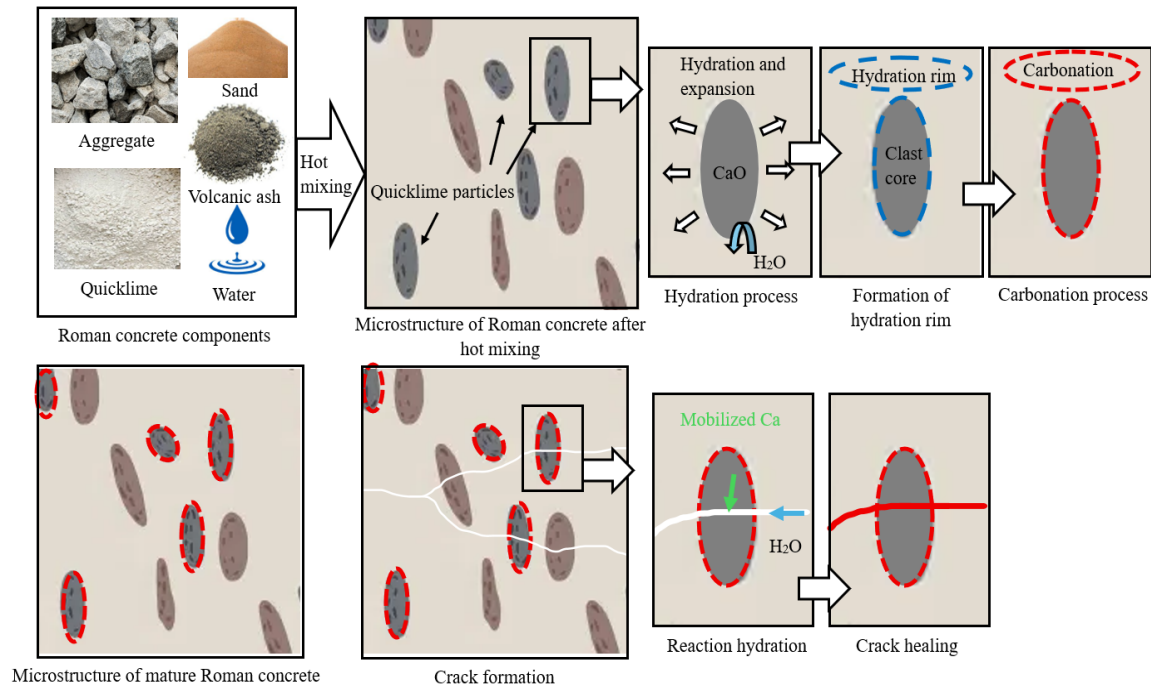 Aggregate
Sand
Volcanic ash
Quicklime
Water
Roman concrete components
Hot
mixing
Quicklime particles
Microstructure of Roman concrete after
hot mixing
Hydration and
expansion
CaO
H₂O
Hydration process
Hydration rim
Clast
core
Formation of
hydration rim
Carbonation
Carbonation process
Microstructure of mature Roman concrete
Crack formation
Mobilized Ca
H₂O
Reaction hydration
Crack healing